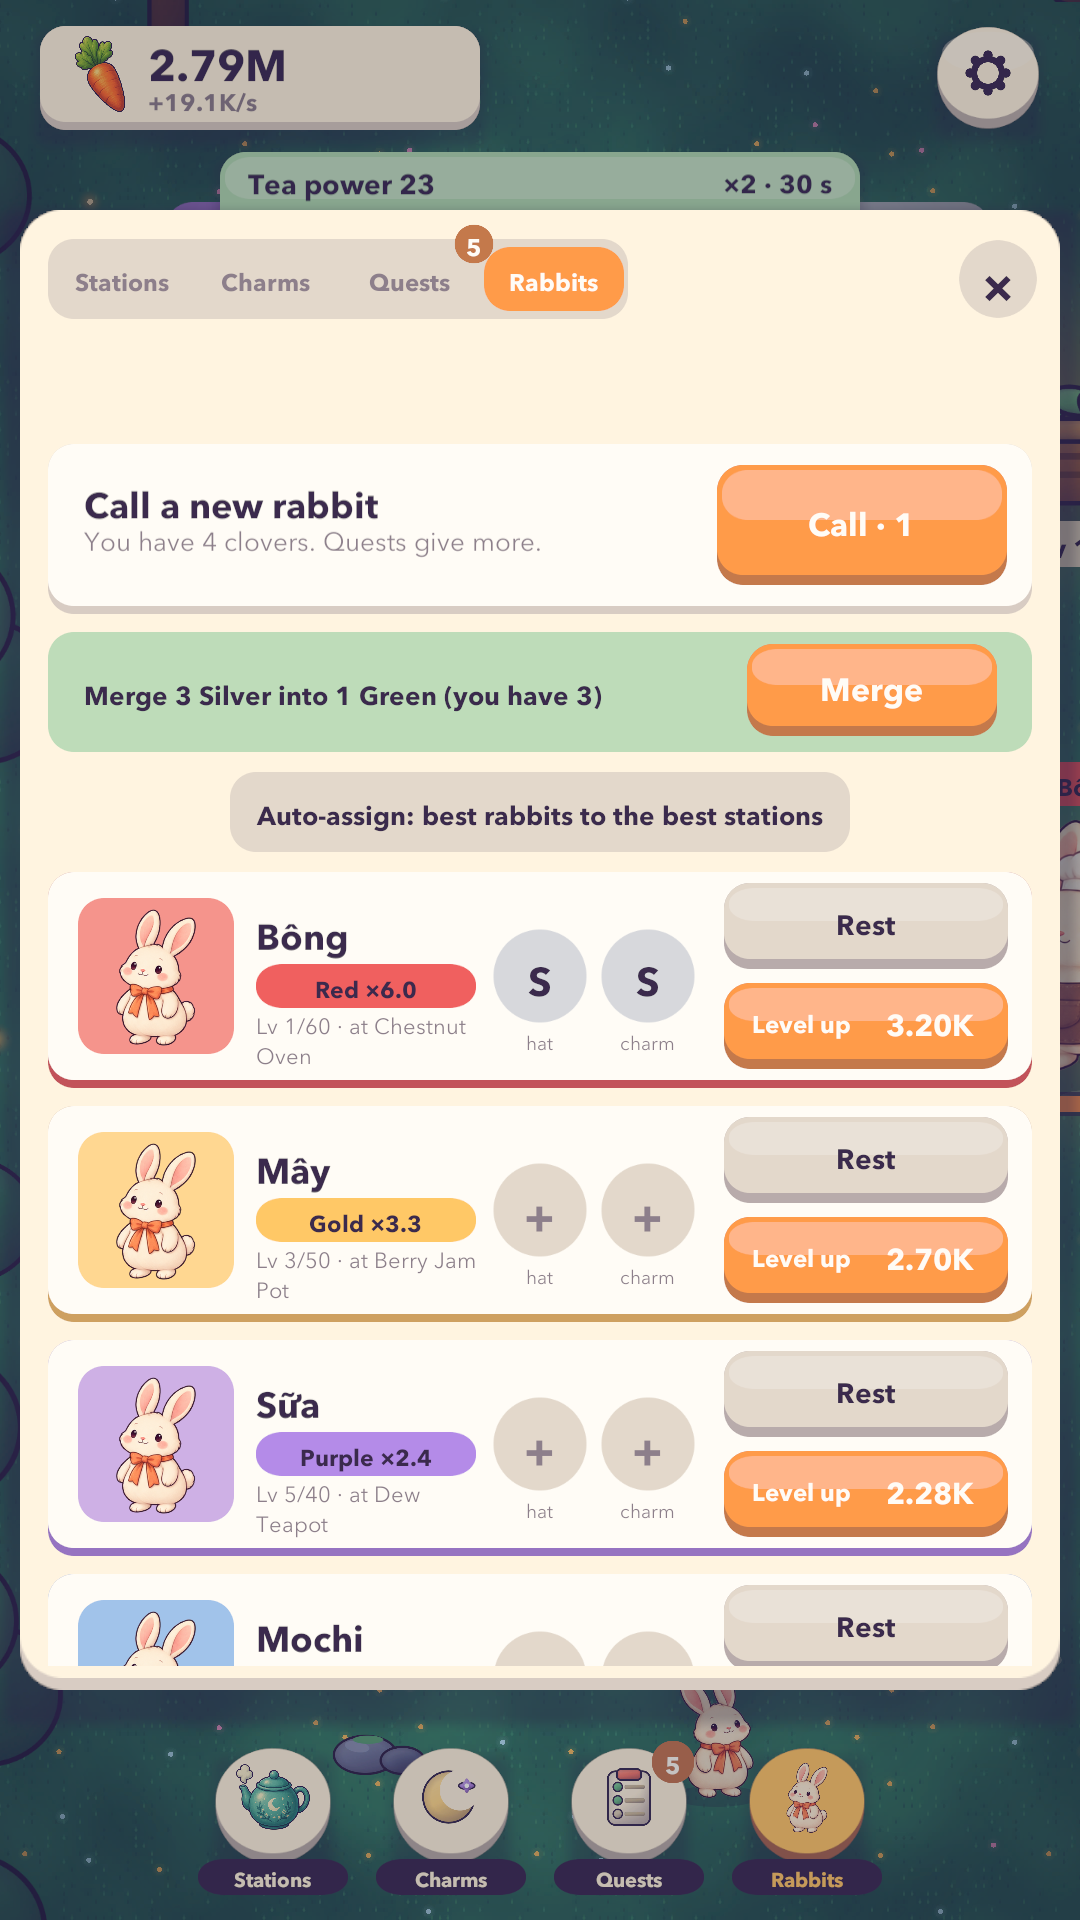 2.79M
+19.1K/s
Tea power 23
×2 · 30 s
Stations
Charms
Quests
5
Rabbits
Call a new rabbit
You have 4 clovers. Quests give more.
Call · 1
Merge 3 Silver into 1 Green (you have 3)
Merge
Auto-assign: best rabbits to the best stations
Bông
Red ×6.0
Lv 1/60 · at Chestnut
Oven
S
hat
S
charm
Rest
Level up 3.20K
Mây
Gold ×3.3
Lv 3/50 · at Berry Jam
Pot
+
hat
+
charm
Rest
Level up 2.70K
Sữa
Purple ×2.4
Lv 5/40 · at Dew
Teapot
+
hat
+
charm
Rest
Level up 2.28K
Mochi
Rest
5
Stations
Charms
Quests
Rabbits